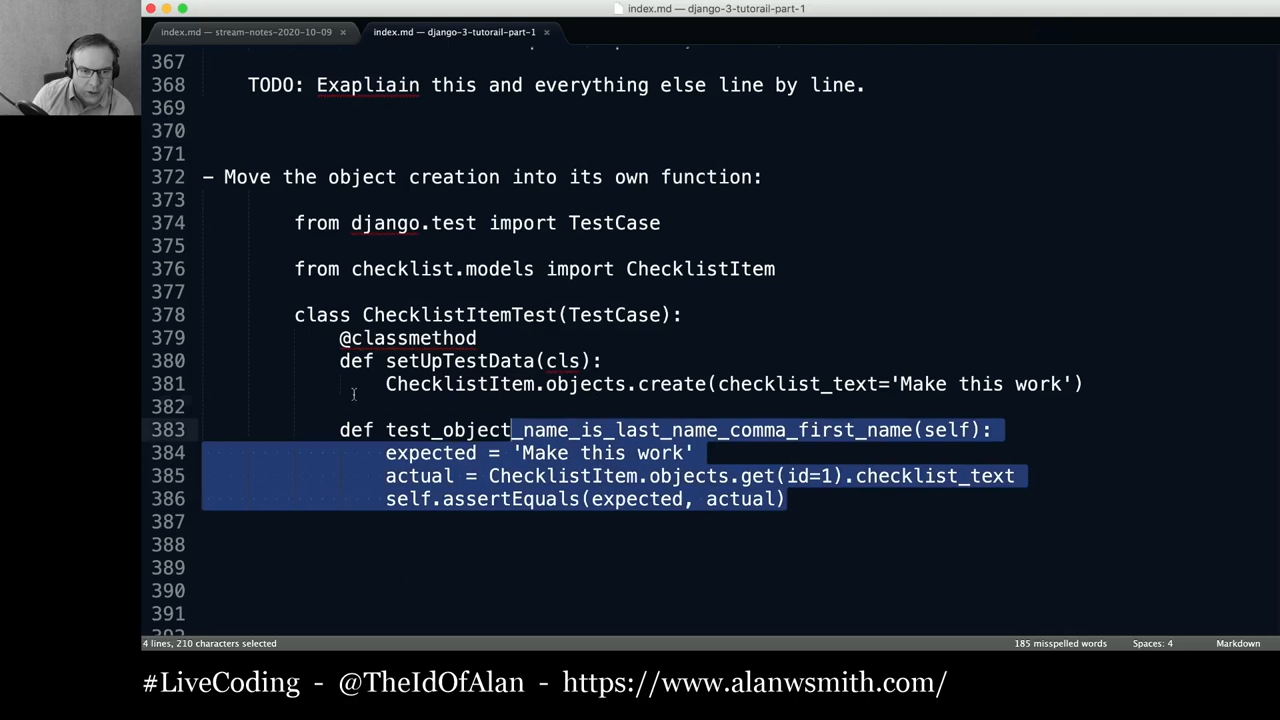 index.md — django-3-tutorail-part-1
index.md — stream-notes-2020-10-09 × index.md — django-3-tutorail-part-1 ×
367
368 TODO: Exapliain this and everything else line by line.
369
370
371
372 - Move the object creation into its own function:
373
374 from django.test import TestCase
375
376 from checklist.models import ChecklistItem
377
378 class ChecklistItemTest(TestCase):
379 @classmethod
380 def setUpTestData(cls):
381 ChecklistItem.objects.create(checklist_text='Make this work')
382
383 def test_object_name_is_last_name_comma_first_name(self):
384 expected = 'Make this work'
385 actual = ChecklistItem.objects.get(id=1).checklist_text
386 self.assertEquals(expected, actual)
387
388
389
390
391
4 lines, 210 characters selected 185 misspelled words Spaces: 4 Markdown
#LiveCoding - @TheIdOfAlan - https://www.alanwsmith.com/